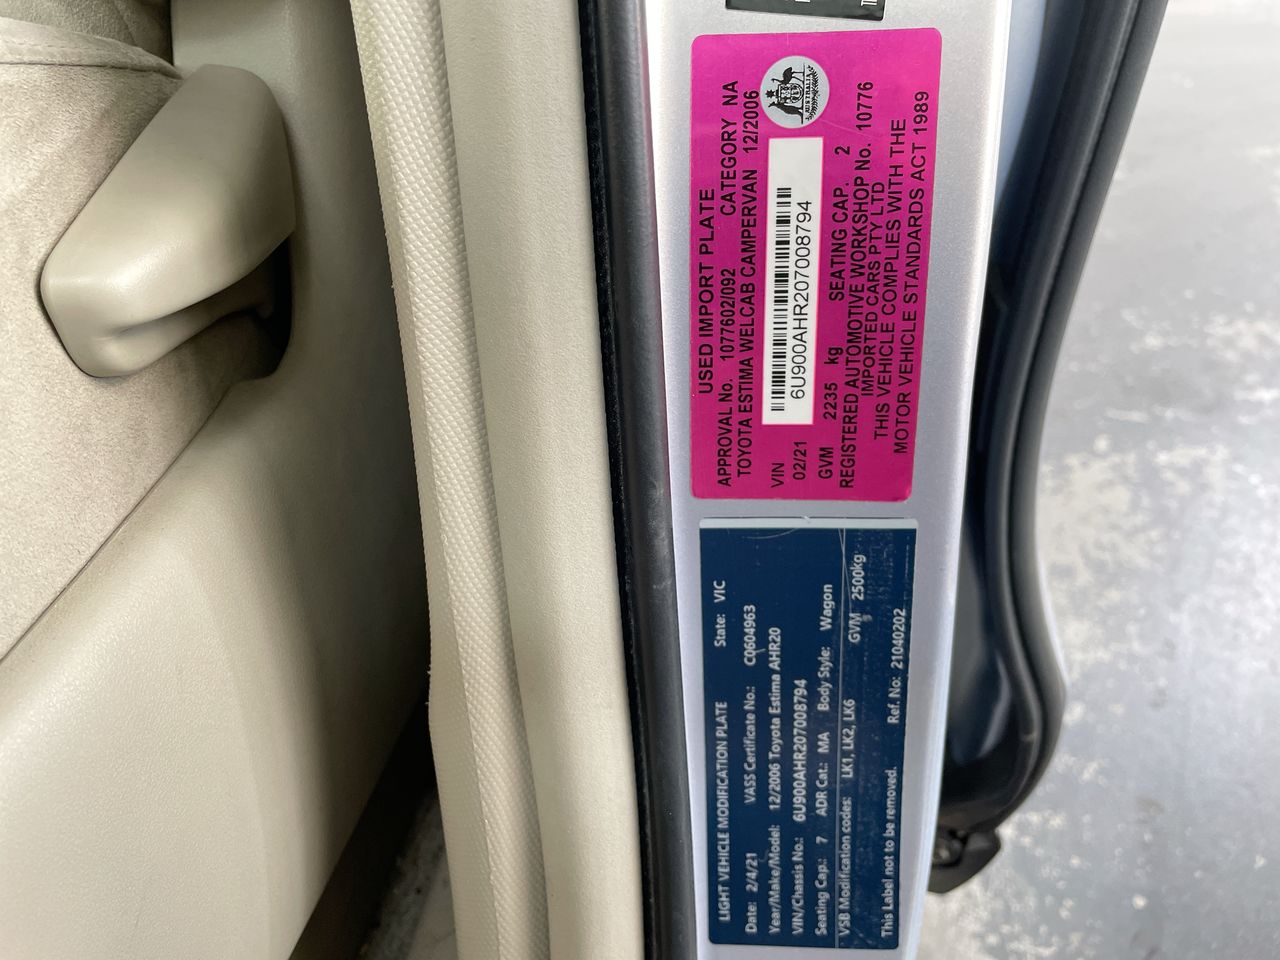 USED IMPORT PLATE
APPROVAL No. 1077602/092 CATEGORY NA
TOYOTA ESTIMA WELCAB CAMPERVAN 12/2006
AUSTRALIA
VIN 6U900AHR207008794
02/21
GVM 2235 kg SEATING CAP. 2
REGISTERED AUTOMOTIVE WORKSHOP No. 10776
IMPORTED CARS PTY LTD
THIS VEHICLE COMPLIES WITH THE
MOTOR VEHICLE STANDARDS ACT 1989
LIGHT VEHICLE MODIFICATION PLATE State: VIC
Date: 2/4/21 VASS Certificate No.: CQ604963
Year/Make/Model: 12/2006 Toyota Estima AHR20
VIN/Chassis No.: 6U900AHR207008794
Seating Cap.: 7 ADR Cat.: MA Body Style: Wagon
VSB Modification codes: LK1, LK2, LK6 GVM 2500kg
This Label not to be removed. Ref. No: 21040202